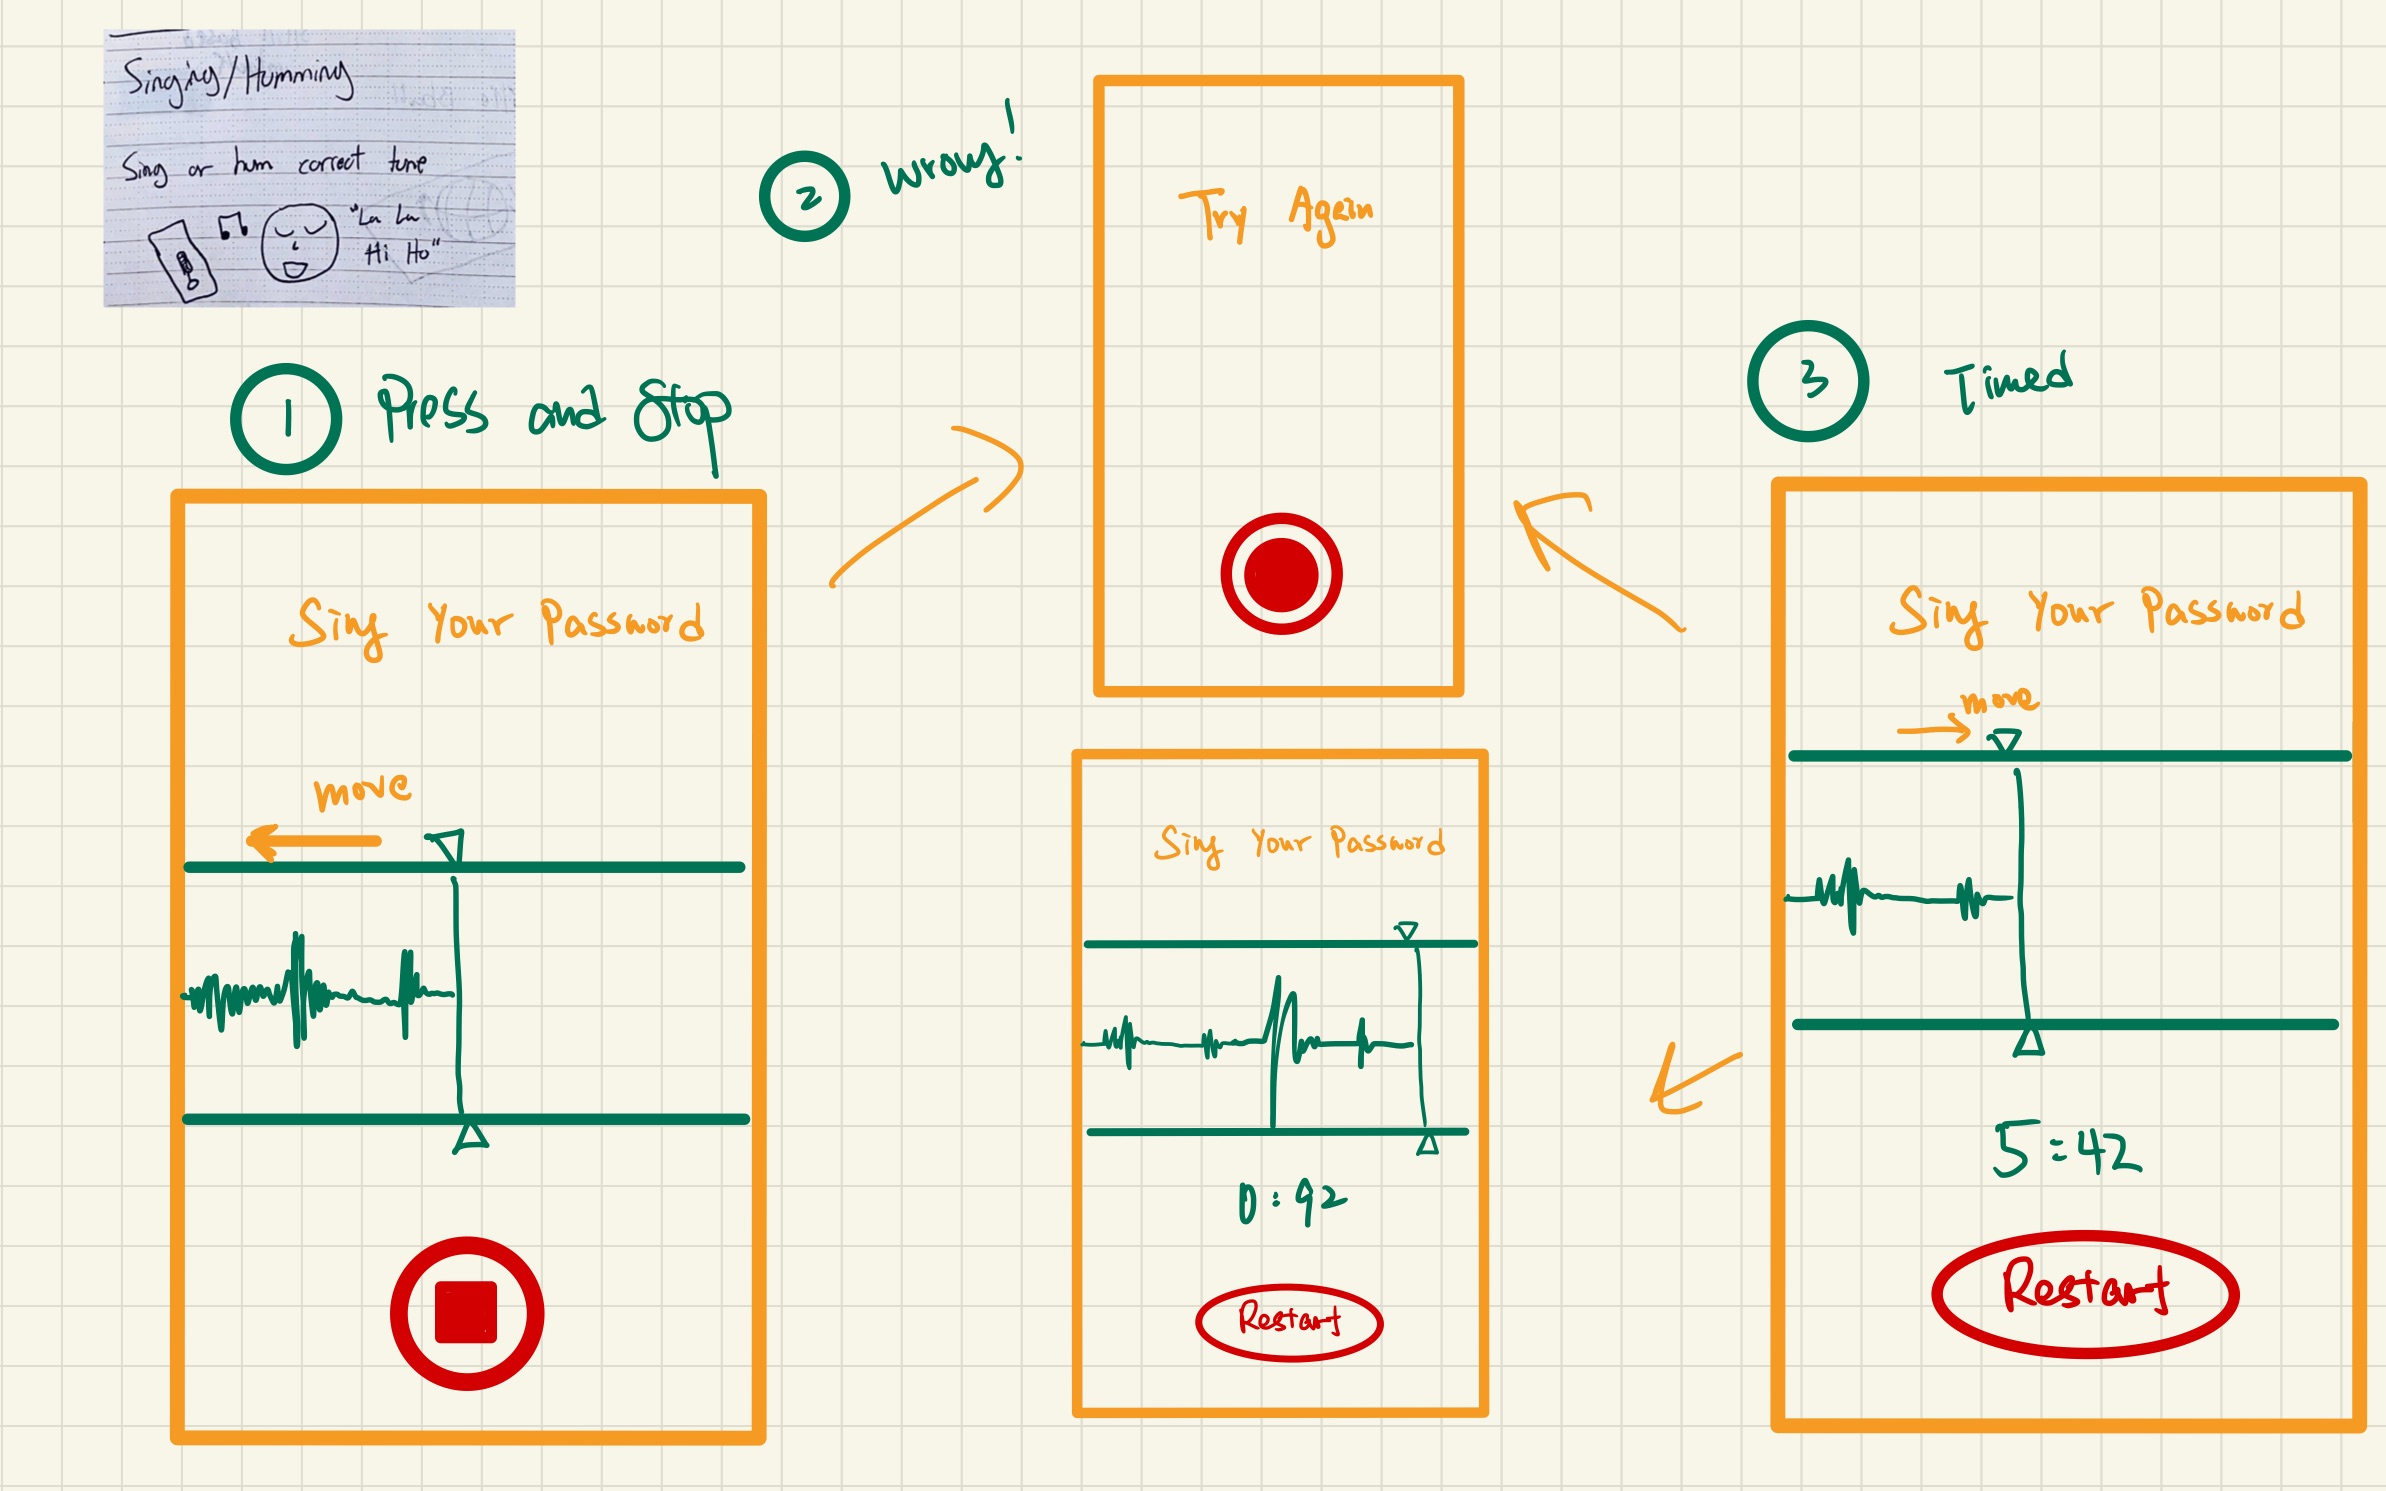 Singing/Humming
Sing or hum correct tune
"La La
Hi Ho"
1 Press and Stop
Sing Your Password
move
2 Wrong!
Try Again
Sing Your Password
0:92
Restart
3 Timed
Sing Your Password
move
5:42
Restart